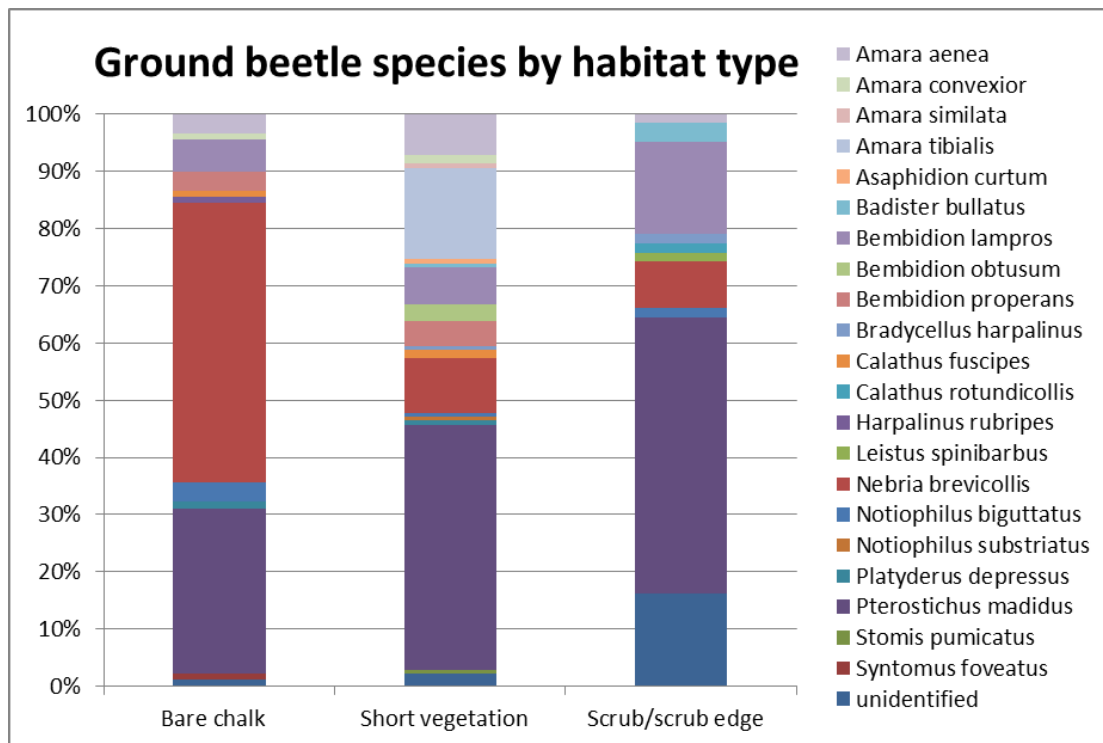 Ground beetle species by habitat type
100%
90%
80%
70%
60%
50%
40%
30%
20%
10%
0%
Bare chalk
Short vegetation
Scrub/scrub edge
Amara aenea
Amara convexior
Amara similata
Amara tibialis
Asaphidion curtum
Badister bullatus
Bembidion lampros
Bembidion obtusum
Bembidion properans
Bradycellus harpalinus
Calathus fuscipes
Calathus rotundicollis
Harpalinus rubripes
Leistus spinibarbus
Nebria brevicollis
Notiophilus biguttatus
Notiophilus substriatus
Platyderus depressus
Pterostichus madidus
Stomis pumicatus
Syntomus foveatus
unidentified